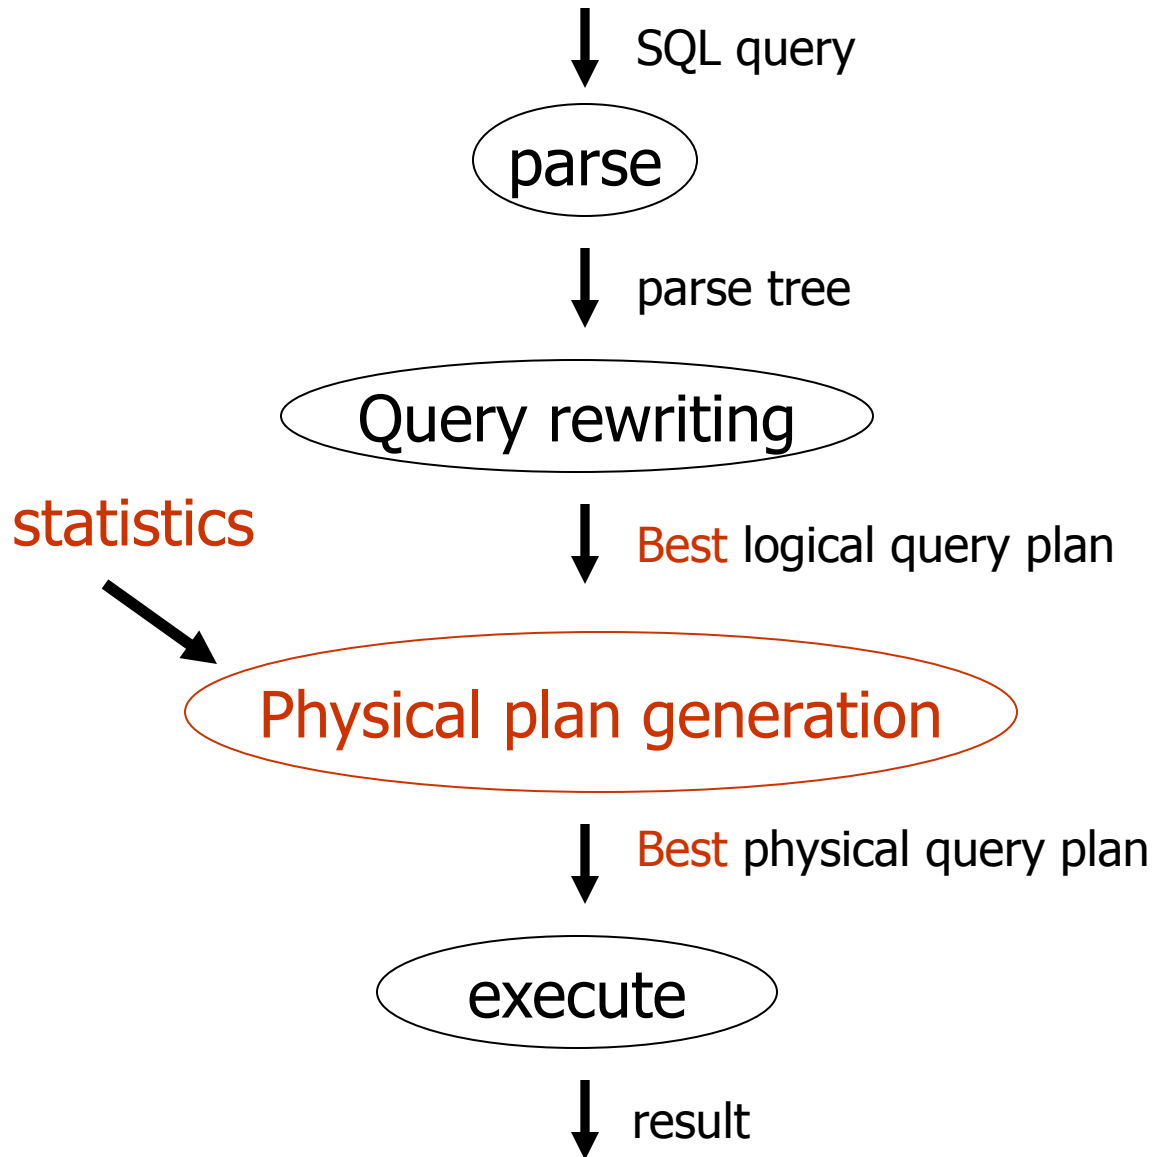 SQL query
parse
parse tree
Query rewriting
statistics
Best logical query plan
Physical plan generation
Best physical query plan
execute
result